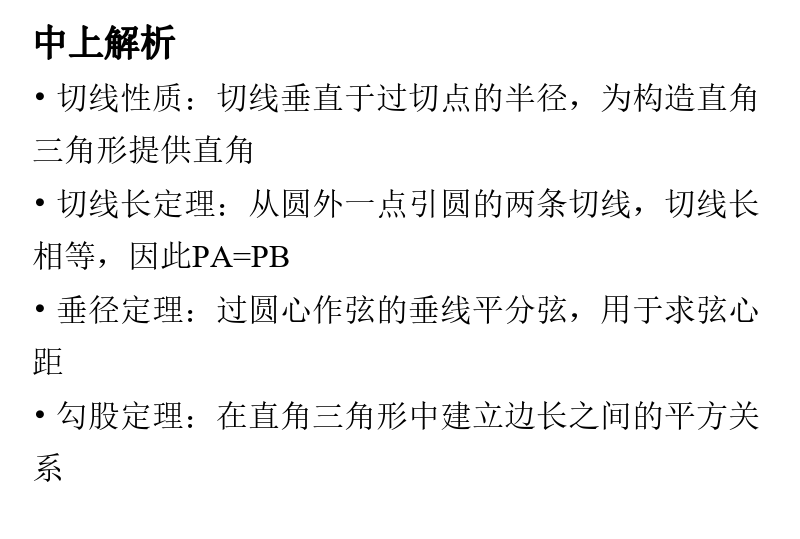 中上解析
• 切线性质：切线垂直于过切点的半径，为构造直角
三角形提供直角
• 切线长定理：从圆外一点引圆的两条切线，切线长
相等，因此PA=PB
• 垂径定理：过圆心作弦的垂线平分弦，用于求弦心
距
• 勾股定理：在直角三角形中建立边长之间的平方关
系